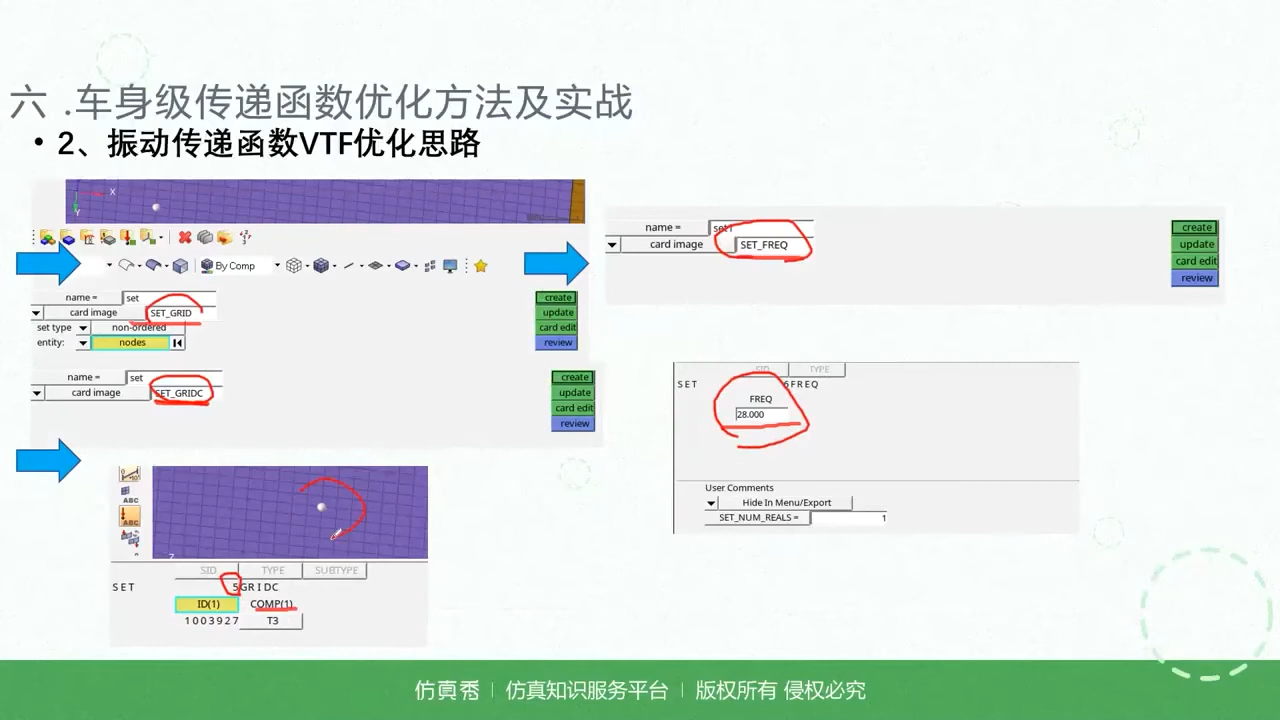 六 .车身级传递函数优化方法及实战
• 2、振动传递函数VTF优化思路
X
Y
By Comp
name = set
card image SET_GRID
set type non-ordered
entity: nodes
create
update
card edit
review
name = set
card image SET_GRIDC
create
update
card edit
review
ABC
ABC
Z
SID TYPE SUBTYPE
SET 5GRIDC
ID(1) COMP(1)
1003927 T3
name = set1
card image SET_FREQ
create
update
card edit
review
SID TYPE
SET 6FREQ
FREQ
28.000
User Comments
Hide In Menu/Export
SET_NUM_REALS = 1
仿真秀 | 仿真知识服务平台 | 版权所有 侵权必究